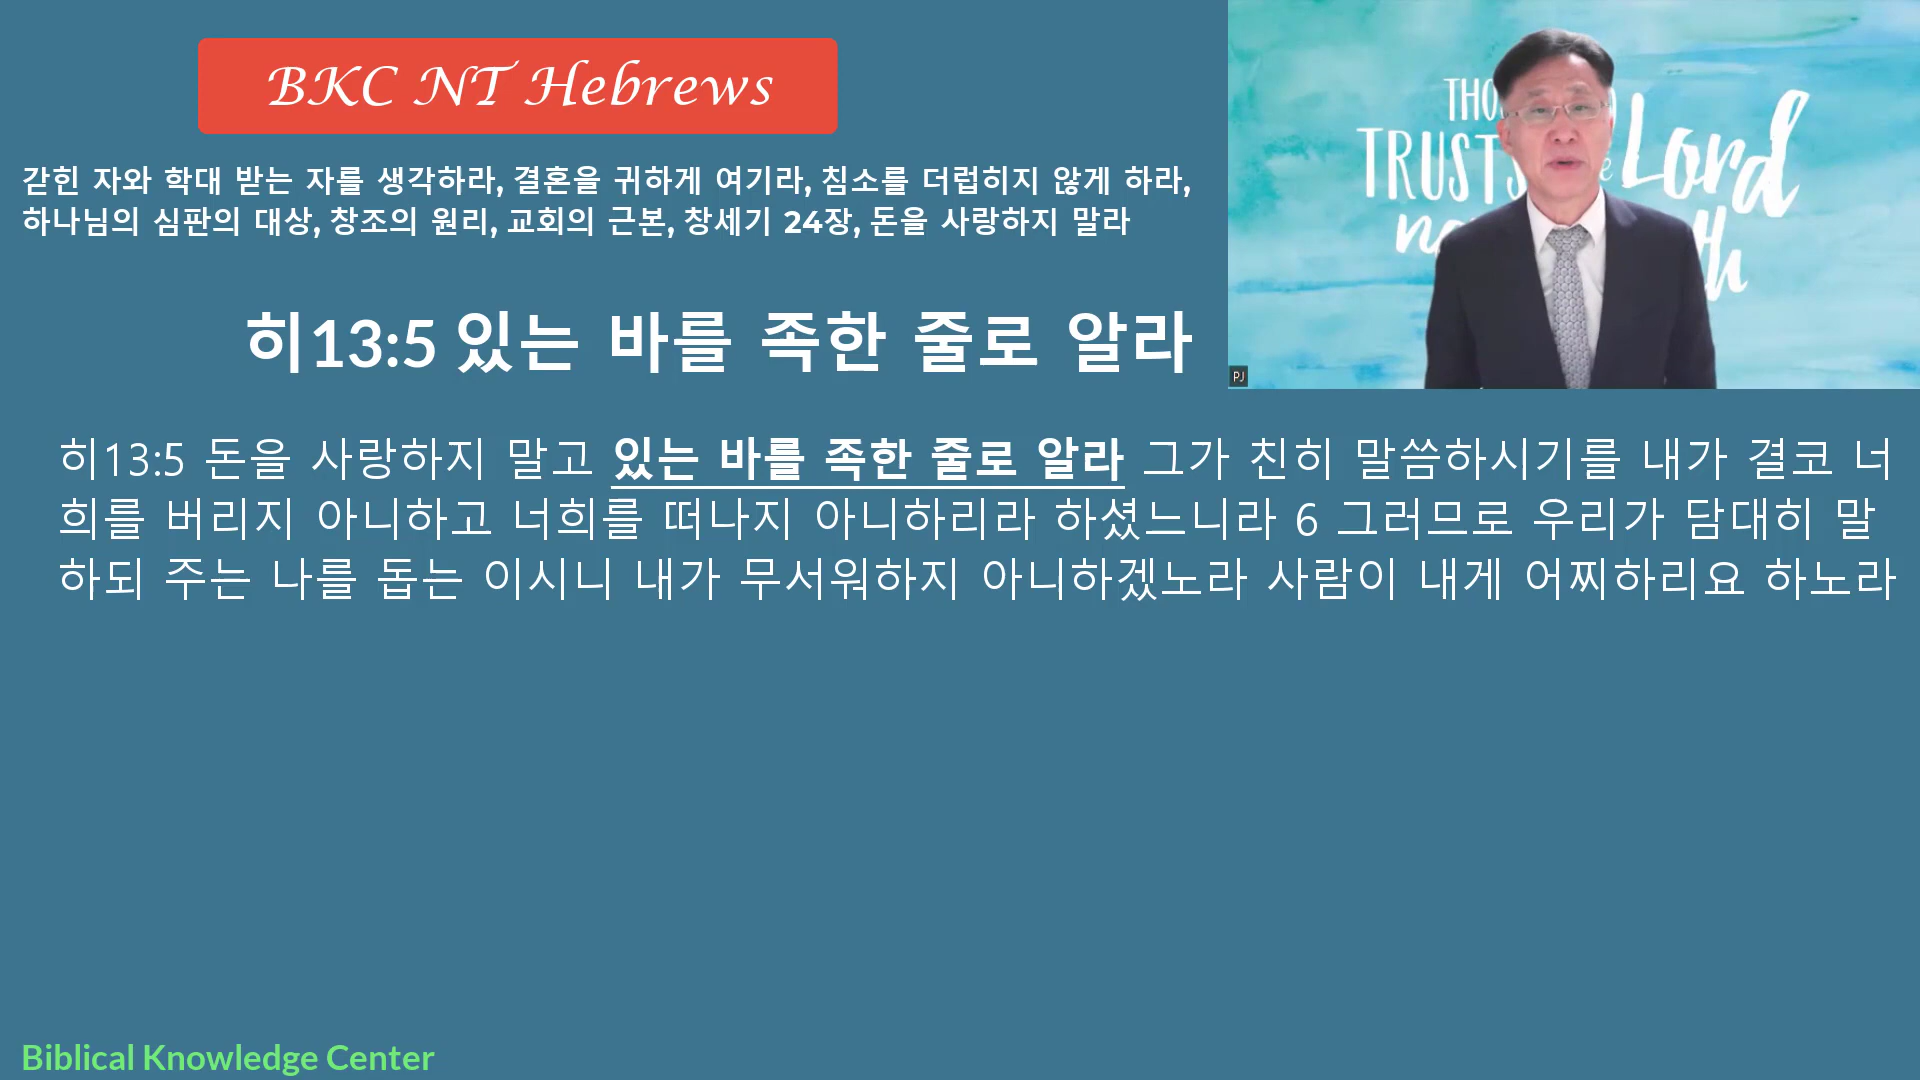 BKC NT Hebrews
갇힌 자와 학대 받는 자를 생각하라, 결혼을 귀하게 여기라, 침소를 더럽히지 않게 하라,
하나님의 심판의 대상, 창조의 원리, 교회의 근본, 창세기 24장, 돈을 사랑하지 말라
히13:5 있는 바를 족한 줄로 알라
히13:5 돈을 사랑하지 말고 있는 바를 족한 줄로 알라 그가 친히 말씀하시기를 내가 결코 너
희를 버리지 아니하고 너희를 떠나지 아니하리라 하셨느니라 6 그러므로 우리가 담대히 말
하되 주는 나를 돕는 이시니 내가 무서워하지 아니하겠노라 사람이 내게 어찌하리요 하노라
TRUST
Lord
PJ
Biblical Knowledge Center